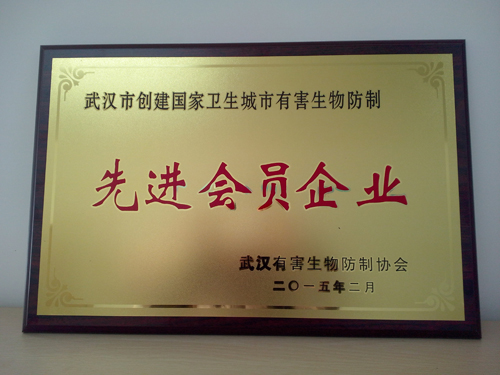 武汉市创建国家卫生城市有害生物防制
先进会员企业
武汉有害生物防制协会
二〇一五年二月